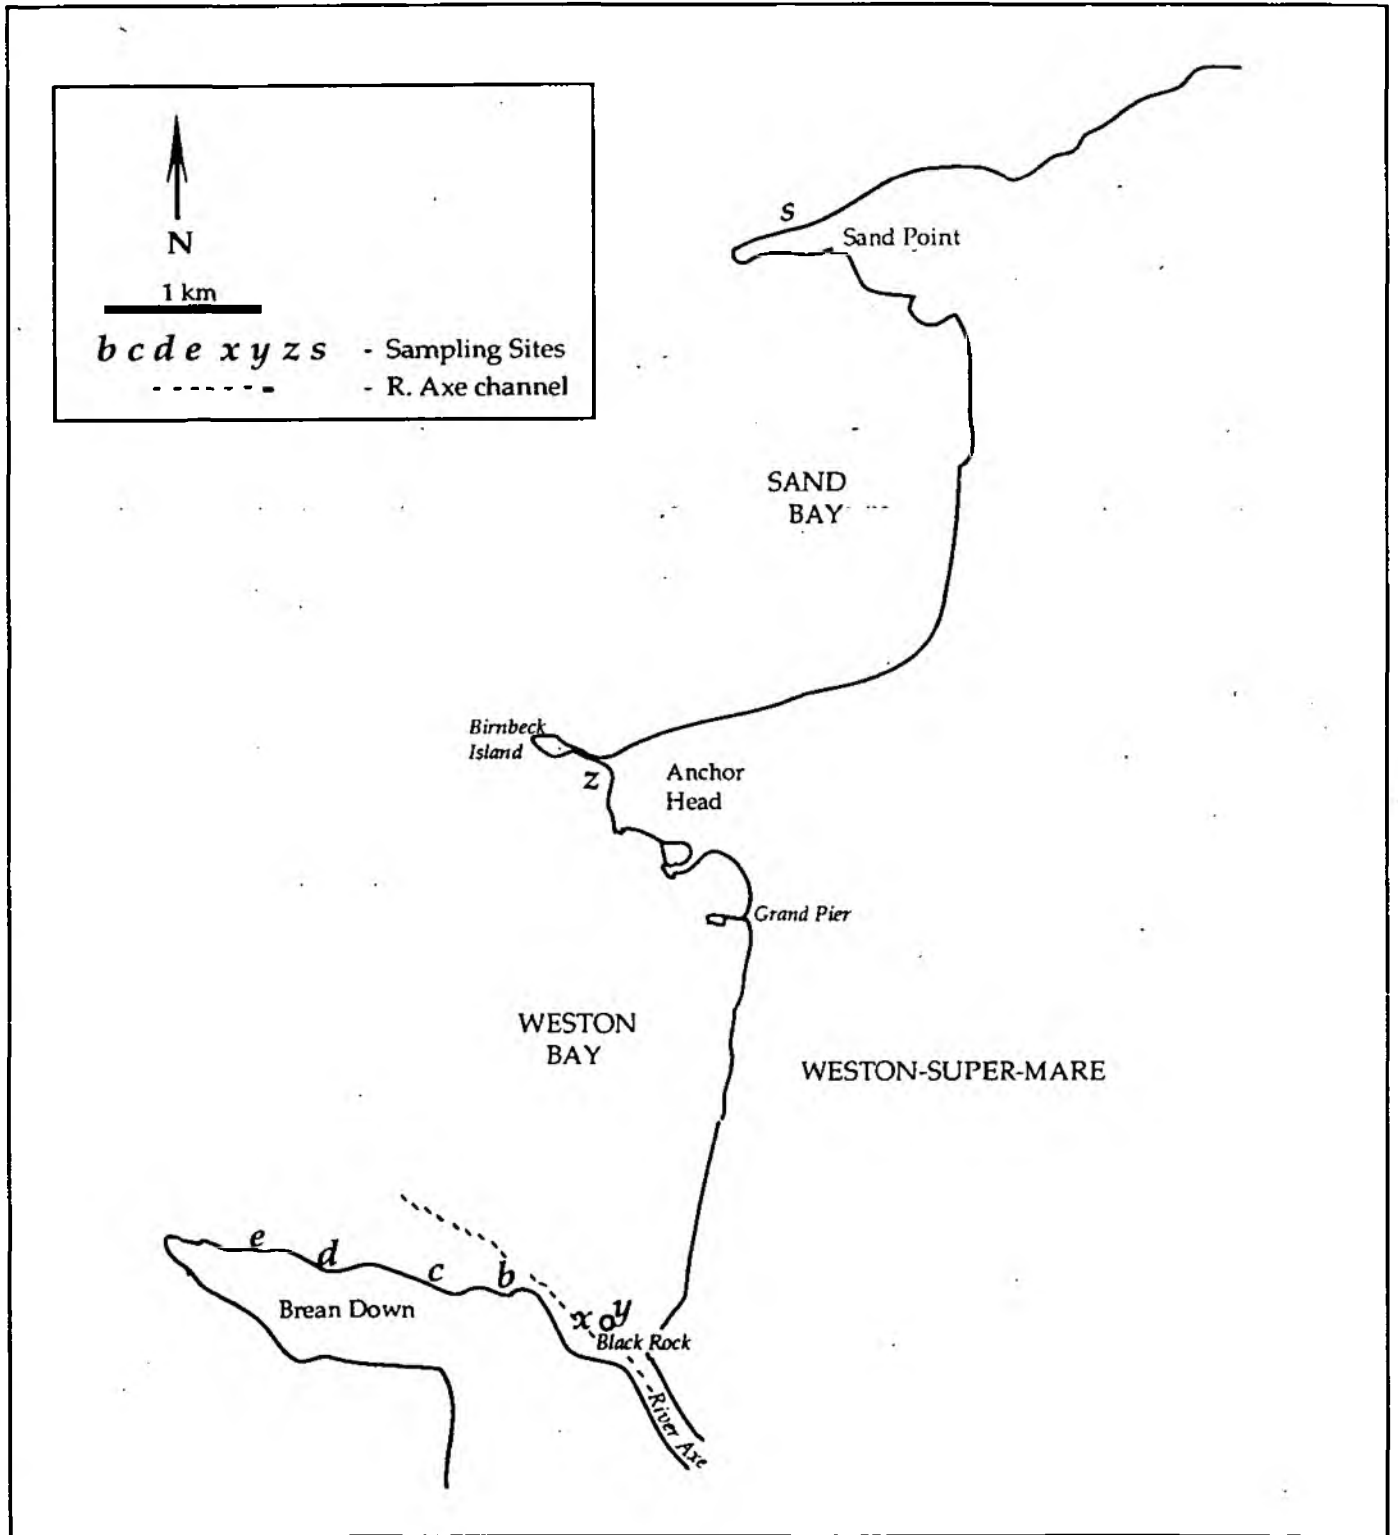 N
1 km
b c d e x y z s - Sampling Sites
- R. Axe channel
s
Sand Point
SAND
BAY
Birnbeck
Island
z
Anchor
Head
Grand Pier
WESTON
BAY
WESTON-SUPER-MARE
e
d
c
b
Brean Down
x
y
Black Rock
River Axe